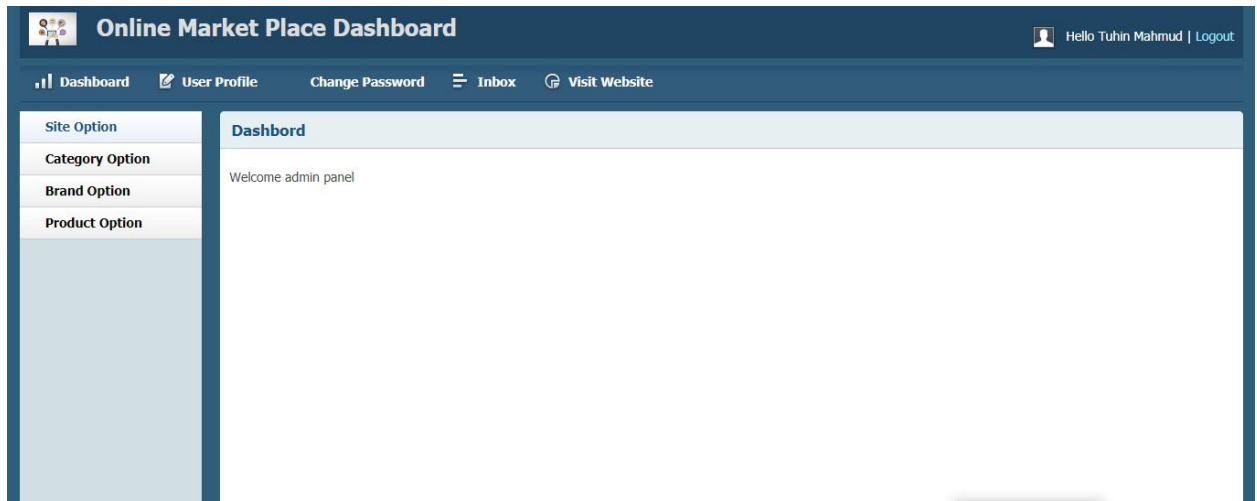 Online Market Place Dashboard
Hello Tuhin Mahmud | Logout
Dashboard User Profile Change Password Inbox Visit Website
Site Option
Category Option
Brand Option
Product Option
Dashbord
Welcome admin panel